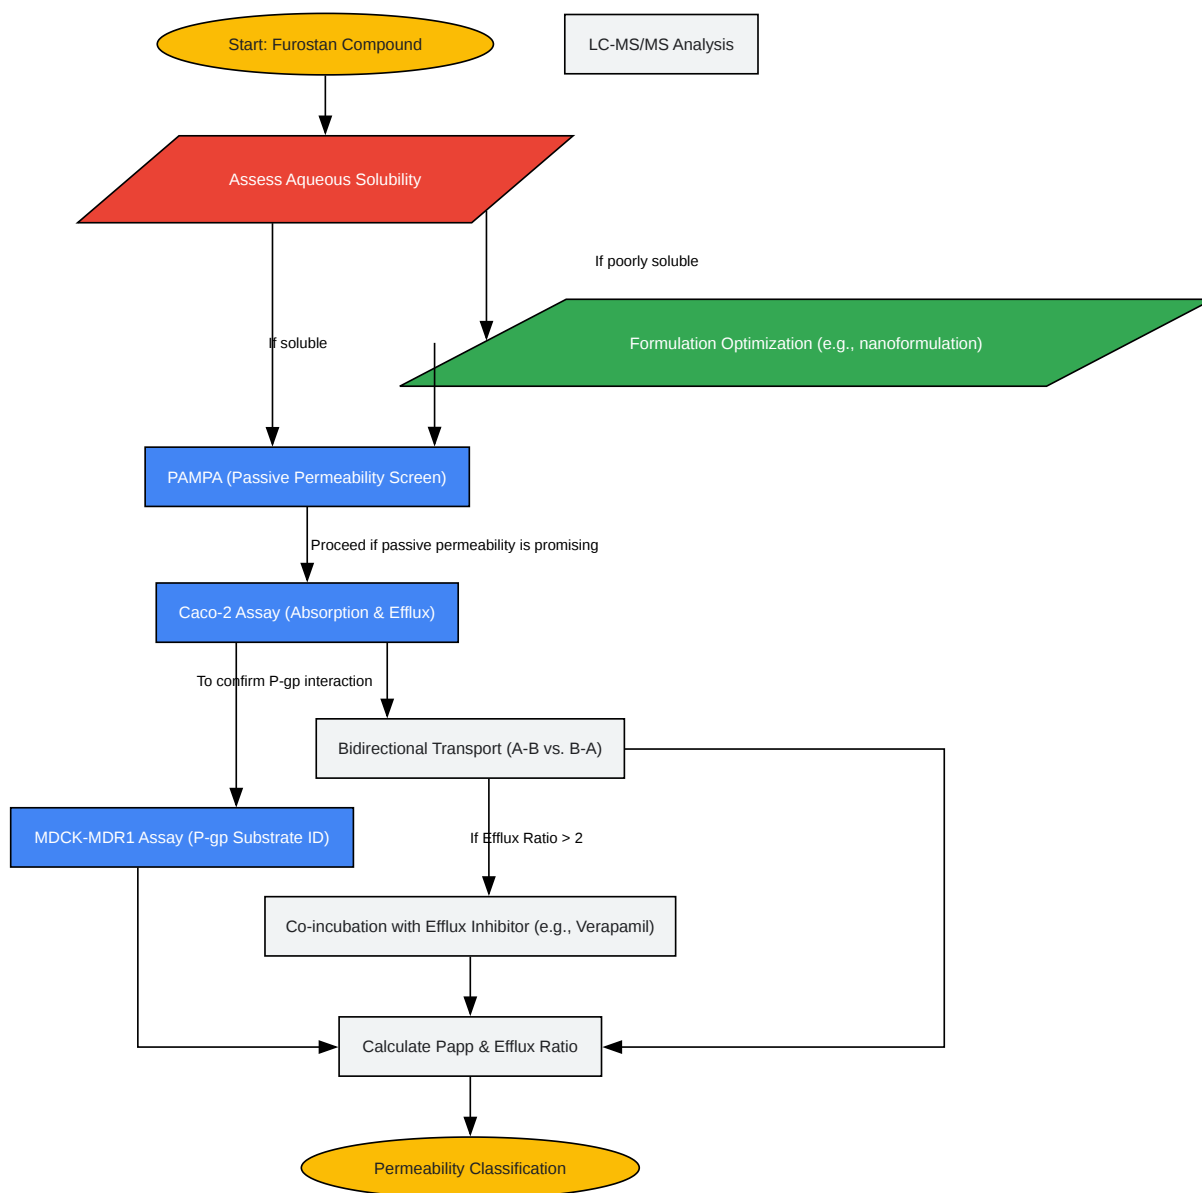 Start: Furostan Compound
LC-MS/MS Analysis
Assess Aqueous Solubility
If poorly soluble
If soluble
Formulation Optimization (e.g., nanoformulation)
PAMPA (Passive Permeability Screen)
Proceed if passive permeability is promising
Caco-2 Assay (Absorption & Efflux)
To confirm P-gp interaction
Bidirectional Transport (A-B vs. B-A)
MDCK-MDR1 Assay (P-gp Substrate ID)
If Efflux Ratio > 2
Co-incubation with Efflux Inhibitor (e.g., Verapamil)
Calculate Papp & Efflux Ratio
Permeability Classification